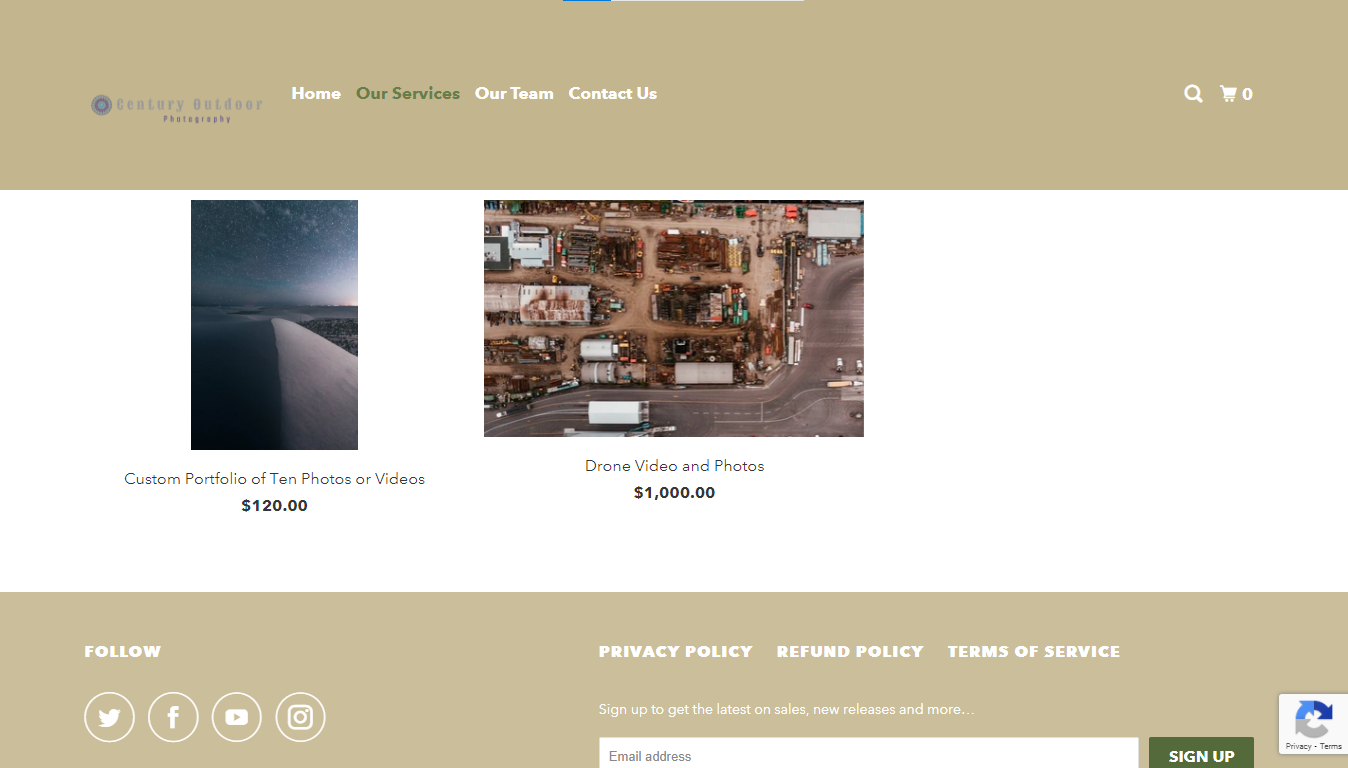 Century Outdoor
Photography
Home Our Services Our Team Contact Us
0
Custom Portfolio of Ten Photos or Videos
$120.00
Drone Video and Photos
$1,000.00
FOLLOW
PRIVACY POLICY REFUND POLICY TERMS OF SERVICE
Sign up to get the latest on sales, new releases and more…
Email address
SIGN UP
Privacy - Terms